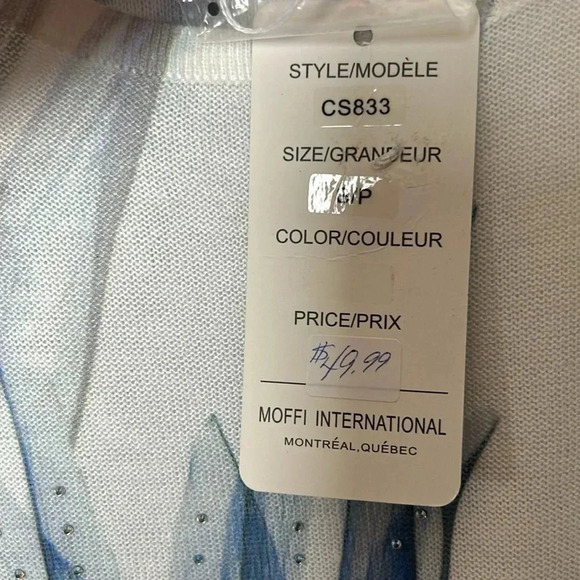 STYLE/MODÈLE
CS833
SIZE/GRANDEUR
S/P
COLOR/COULEUR
PRICE/PRIX
$49.99
MOFFI INTERNATIONAL
MONTRÉAL,QUÉBEC